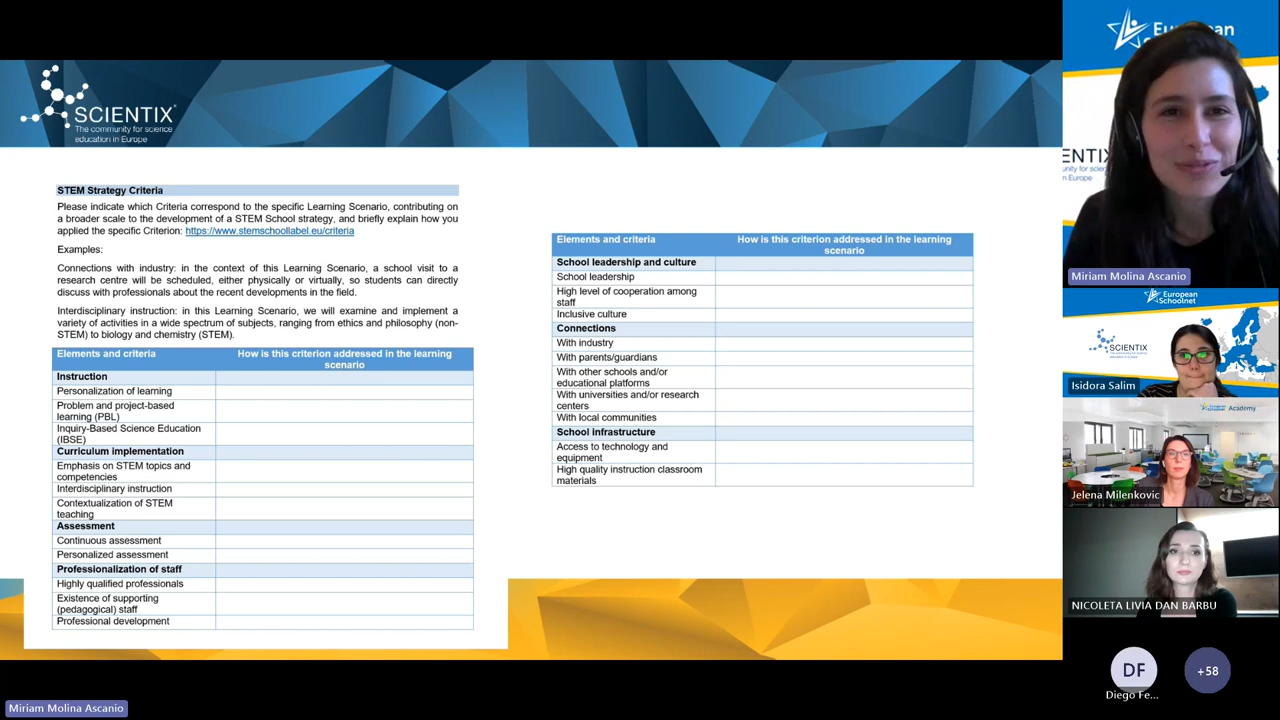 SCIENTIX
The community for science
education in Europe
STEM Strategy Criteria
Please indicate which Criteria correspond to the specific Learning Scenario, contributing on
a broader scale to the development of a STEM School strategy, and briefly explain how you
applied the specific Criterion: https://www.stemschoollabel.eu/criteria
Examples:
Connections with industry: in the context of this Learning Scenario, a school visit to a
research centre will be scheduled, either physically or virtually, so students can directly
discuss with professionals about the recent developments in the field.
Interdisciplinary instruction: in this Learning Scenario, we will examine and implement a
variety of activities in a wide spectrum of subjects, ranging from ethics and philosophy (non-
STEM) to biology and chemistry (STEM).
Elements and criteria How is this criterion addressed in the learning
scenario
Instruction
Personalization of learning
Problem and project-based
learning (PBL)
Inquiry-Based Science Education
(IBSE)
Curriculum implementation
Emphasis on STEM topics and
competencies
Interdisciplinary instruction
Contextualization of STEM
teaching
Assessment
Continuous assessment
Personalized assessment
Professionalization of staff
Highly qualified professionals
Existence of supporting
(pedagogical) staff
Professional development
Elements and criteria How is this criterion addressed in the learning
scenario
School leadership and culture
School leadership
High level of cooperation among
staff
Inclusive culture
Connections
With industry
With parents/guardians
With other schools and/or
educational platforms
With universities and/or research
centers
With local communities
School infrastructure
Access to technology and
equipment
High quality instruction classroom
materials
European
ENTIX
in Europe
Miriam Molina Ascanio
European
Schoolnet
SCIENTIX
Isidora Salim
Academy
Jelena Milenkovic
NICOLETA LIVIA DAN BARBU
DF
Diego Fe...
+58
Miriam Molina Ascanio